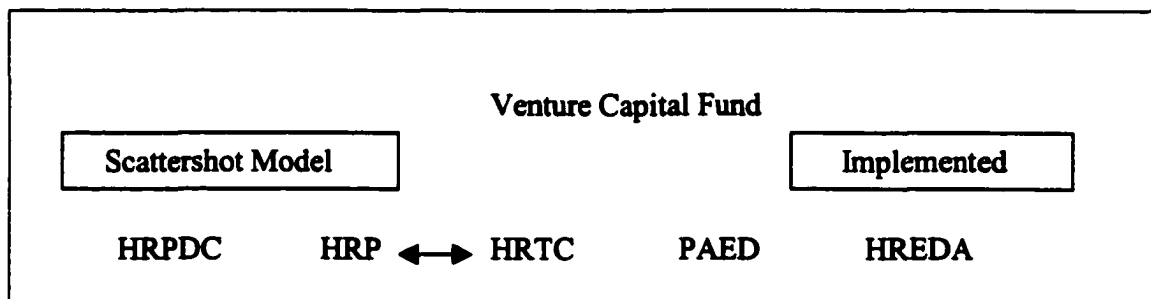 Venture Capital Fund
Scattershot Model Implemented
HRPDC HRP HRTC PAED HREDA